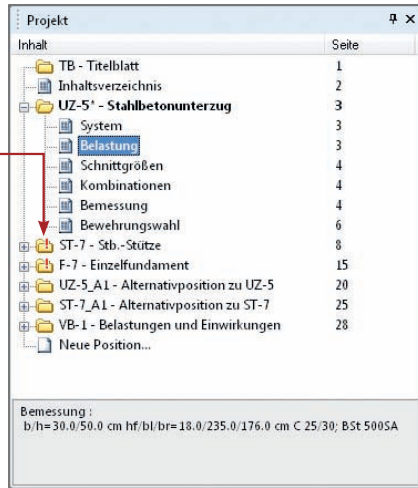 Projekt
Inhalt Seite
TB - Titelblatt 1
Inhaltsverzeichnis 2
UZ-5* - Stahlbetonunterzug 3
System 3
Belastung 3
Schnittgrößen 4
Kombinationen 4
Bemessung 4
Bewehrungswahl 6
ST-7 - Stb.-Stütze 8
F-7 - Einzelfundament 15
UZ-5_A1 - Alternativposition zu UZ-5 20
ST-7_A1 - Alternativposition zu ST-7 25
VB-1 - Belastungen und Einwirkungen 28
Neue Position...
Bemessung :
b/h=30.0/50.0 cm hf/bl/br=18.0/235.0/176.0 cm C 25/30; BSt 500SA